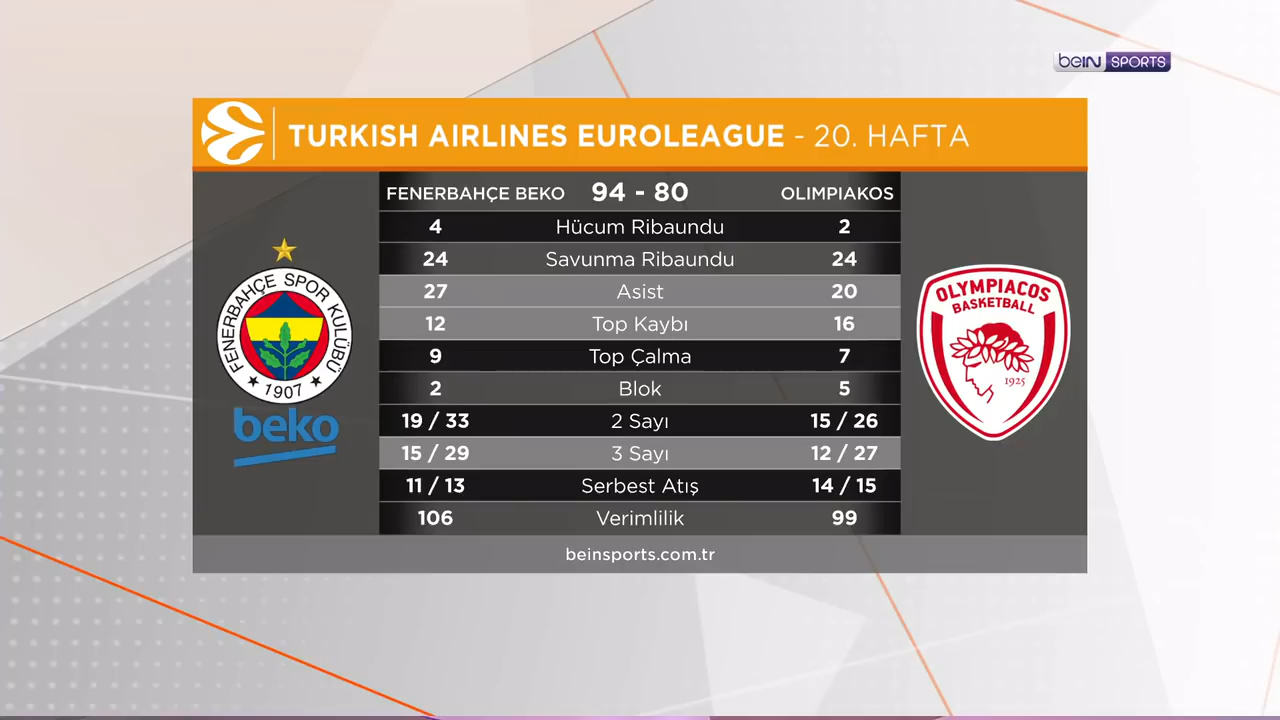 beIN SPORTS
TURKISH AIRLINES EUROLEAGUE - 20. HAFTA
FENERBAHÇE BEKO 94 - 80 OLIMPIAKOS
4 Hücum Ribaundu 2
24 Savunma Ribaundu 24
27 Asist 20
12 Top Kaybı 16
9 Top Çalma 7
2 Blok 5
19 / 33 2 Sayı 15 / 26
15 / 29 3 Sayı 12 / 27
11 / 13 Serbest Atış 14 / 15
106 Verimlilik 99
beinsports.com.tr
FENERBAHÇE SPOR KULÜBÜ
★ 1907 ★
beko
OLYMPIACOS
BASKETBALL
1925